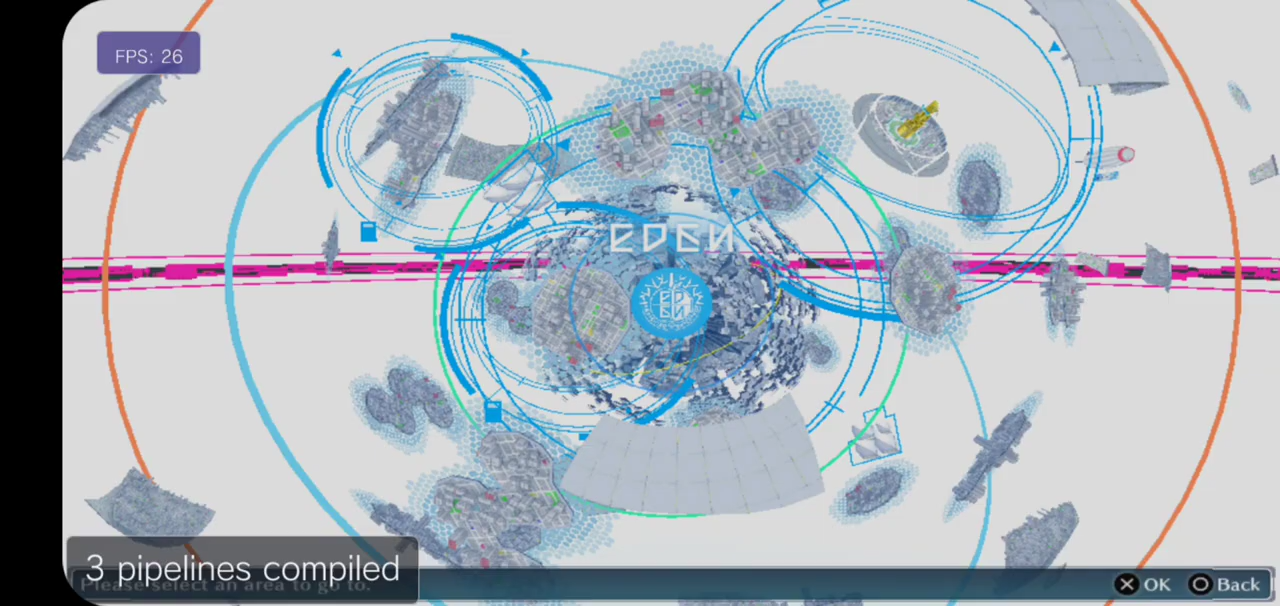 FPS: 26
EDEN
3 pipelines compiled
Please select an area to go to.
OK
Back